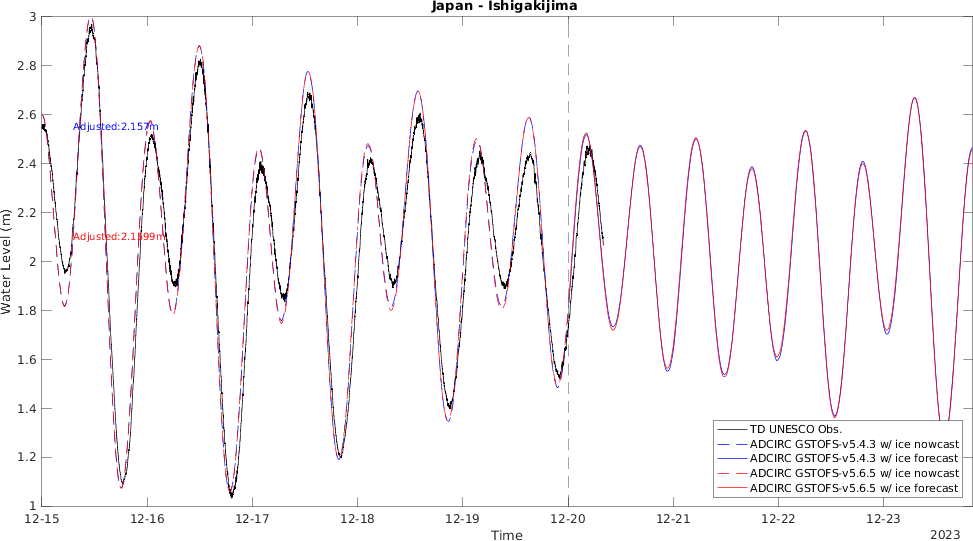 Japan - Ishigakijima
3
2.8
2.6
2.4
2.2
2
1.8
1.6
1.4
1.2
1
Water Level (m)
Adjusted:2.157m
Adjusted:2.1599m
TD UNESCO Obs.
ADCIRC GSTOFS-v5.4.3 w/ ice nowcast
ADCIRC GSTOFS-v5.4.3 w/ ice forecast
ADCIRC GSTOFS-v5.6.5 w/ ice nowcast
ADCIRC GSTOFS-v5.6.5 w/ ice forecast
12-15 12-16 12-17 12-18 12-19 12-20 12-21 12-22 12-23
Time
2023